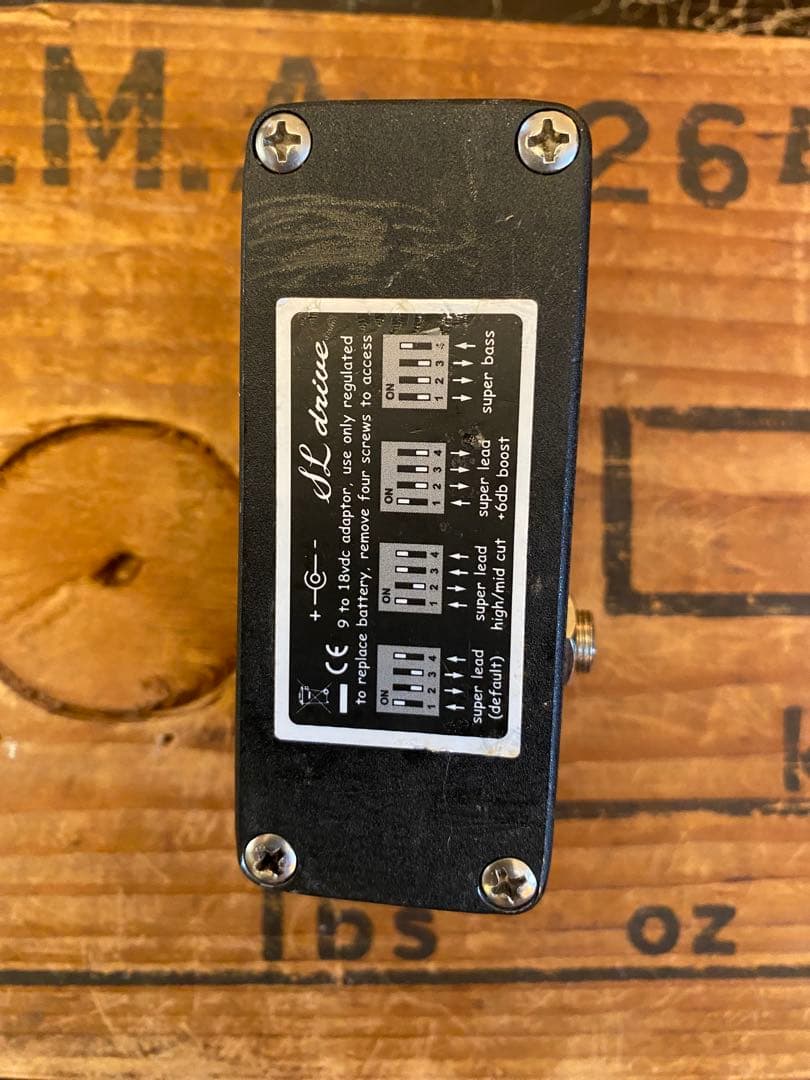 .M.A 264
SL drive
+ -
CE 9 to 18vdc adaptor, use only regulated
to replace battery, remove four screws to access
ON ON ON ON
1 2 3 4 1 2 3 4 1 2 3 4 1 2 3 4
↑↓↓↑ ↑↓↑↑ ↑↓↓↓ ↓↓↓↑
super lead super lead super lead super bass
(default) high/mid cut +6db boost
lbs oz